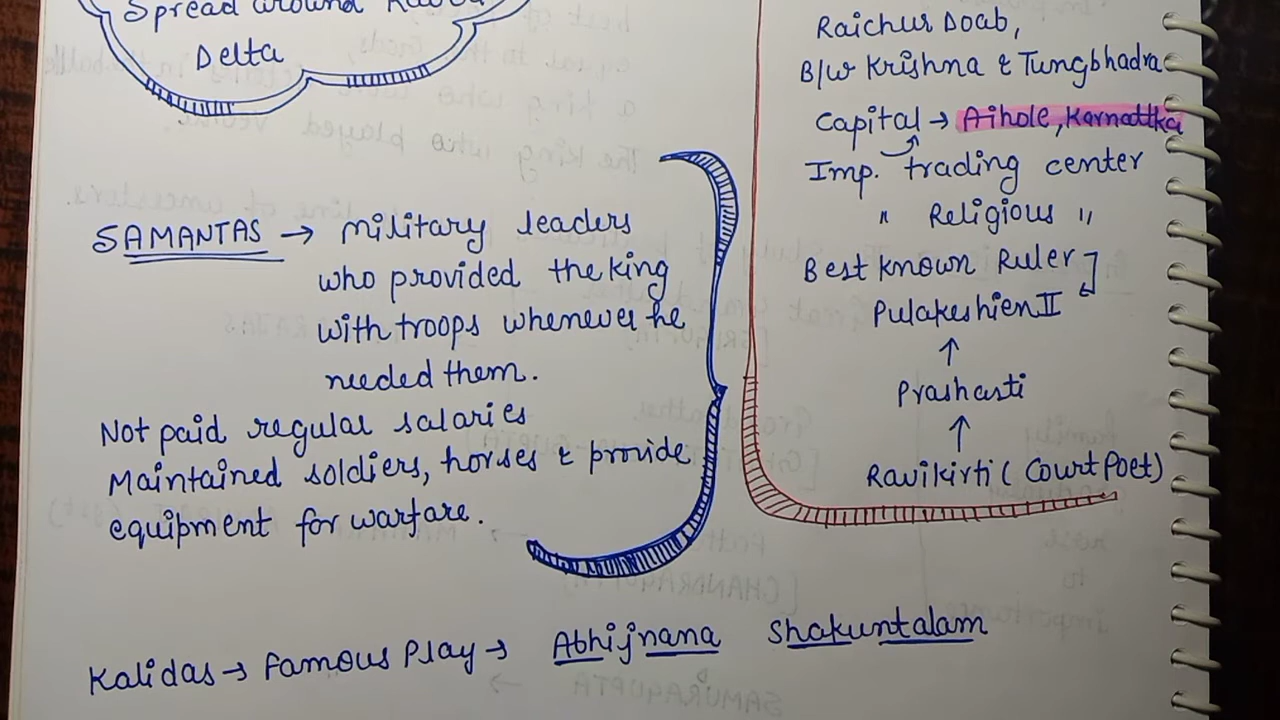 Spread around
Delta
SAMANTAS → Military leaders
who provided the king
with troops whenever he
needed them.
Not paid regular salaries
Maintained soldiers, horses & provide
equipment for warfare.
Raichur Doab,
B/w Krishna & Tungbhadra
Capital → Aihole, Karnattka
Imp. trading center
" Religious "
Best known Ruler
Pulakeshien II
↑
Prashasti
↑
Ravikirti (Court Poet)
Kalidas → Famous Play → Abhijnana Shakuntalam